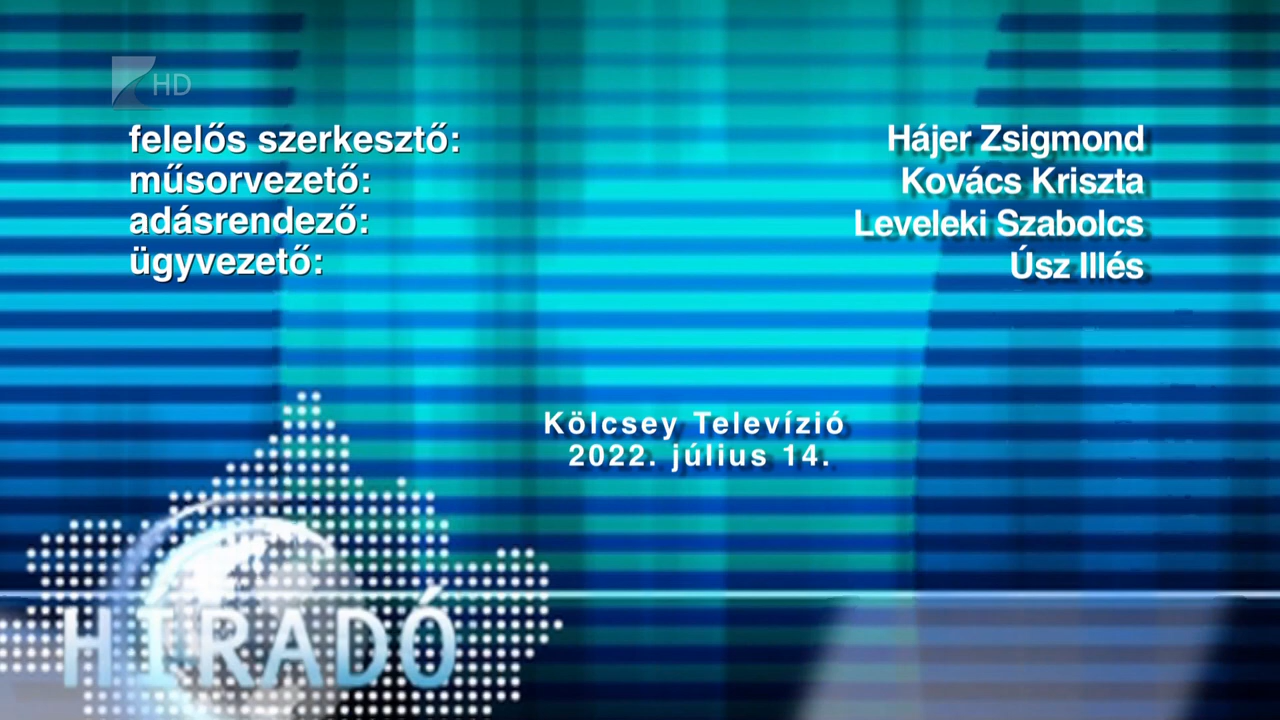 HD
felelős szerkesztő: Hájer Zsigmond
műsorvezető: Kovács Kriszta
adásrendező: Leveleki Szabolcs
ügyvezető: Úsz Illés
Kölcsey Televízió
2022. július 14.
HÍRADÓ